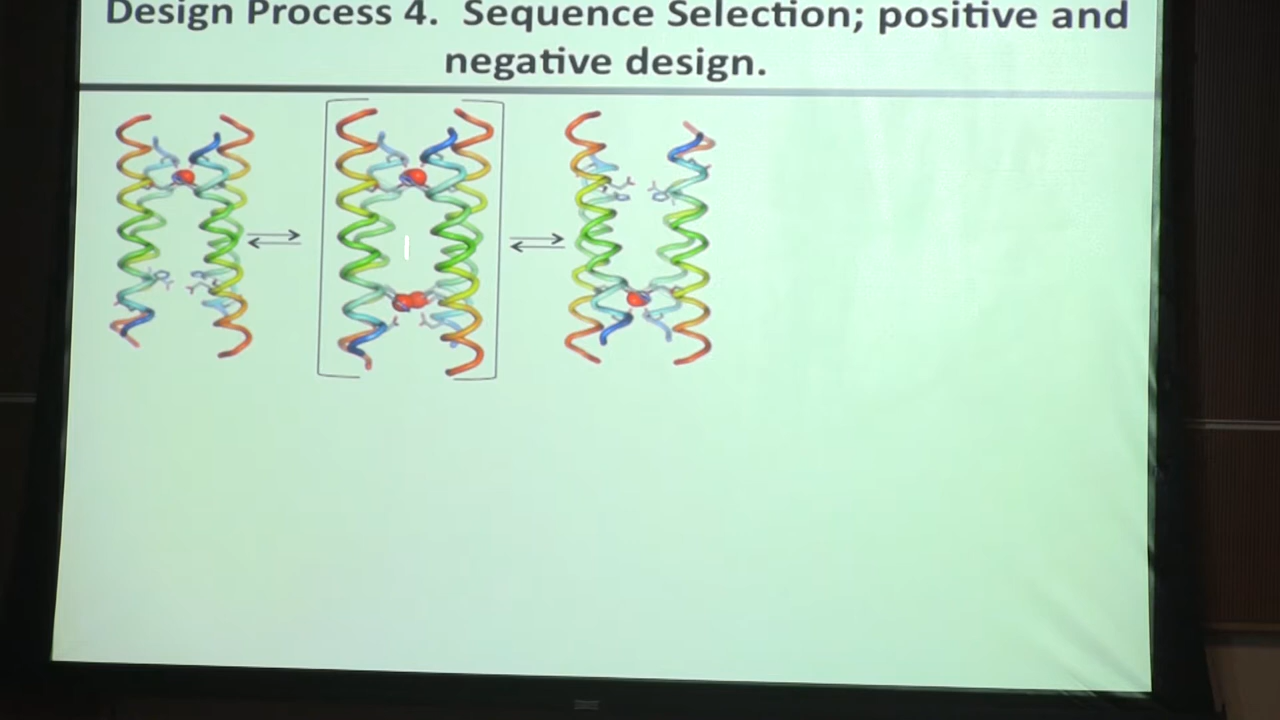 Design Process 4. Sequence Selection; positive and
negative design.